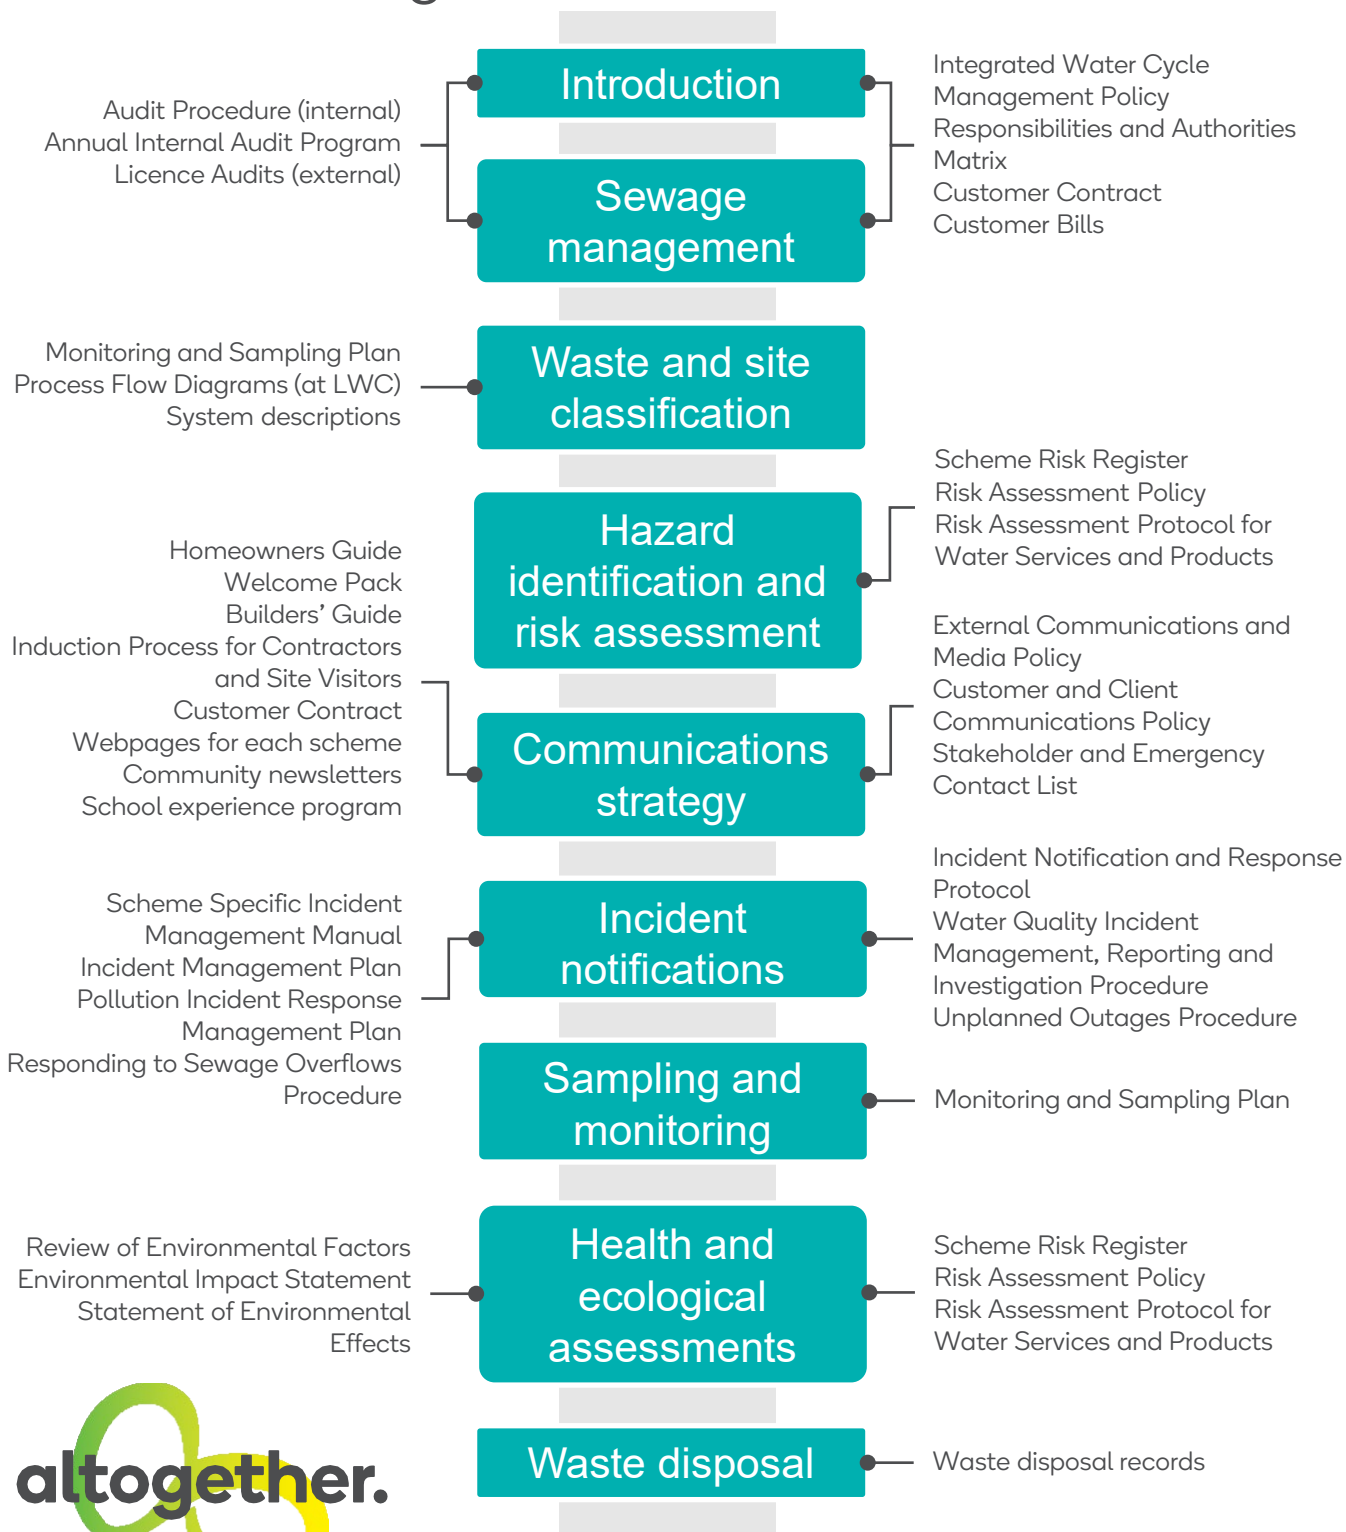 Introduction
Audit Procedure (internal)
Annual Internal Audit Program
Licence Audits (external)
Integrated Water Cycle
Management Policy
Responsibilities and Authorities
Matrix
Customer Contract
Customer Bills
Sewage
management
Monitoring and Sampling Plan
Process Flow Diagrams (at LWC)
System descriptions
Waste and site
classification
Hazard
identification and
risk assessment
Scheme Risk Register
Risk Assessment Policy
Risk Assessment Protocol for
Water Services and Products
Homeowners Guide
Welcome Pack
Builders’ Guide
Induction Process for Contractors
and Site Visitors
Customer Contract
Webpages for each scheme
Community newsletters
School experience program
Communications
strategy
External Communications and
Media Policy
Customer and Client
Communications Policy
Stakeholder and Emergency
Contact List
Scheme Specific Incident
Management Manual
Incident Management Plan
Pollution Incident Response
Management Plan
Responding to Sewage Overflows
Procedure
Incident
notifications
Incident Notification and Response
Protocol
Water Quality Incident
Management, Reporting and
Investigation Procedure
Unplanned Outages Procedure
Sampling and
monitoring
Monitoring and Sampling Plan
Review of Environmental Factors
Environmental Impact Statement
Statement of Environmental
Effects
Health and
ecological
assessments
Scheme Risk Register
Risk Assessment Policy
Risk Assessment Protocol for
Water Services and Products
altogether.
Waste disposal
Waste disposal records